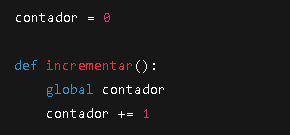 contador = 0
def incrementar():
    global contador
    contador += 1